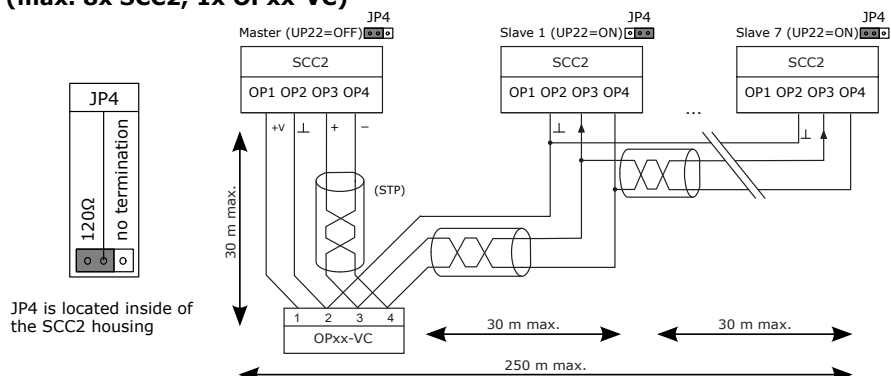 (max. 8x SCC2, 1x OPxx-VC)
JP4
Master (UP22=OFF)
JP4
Slave 1 (UP22=ON)
JP4
Slave 7 (UP22=ON)
SCC2
OP1 OP2 OP3 OP4
SCC2
OP1 OP2 OP3 OP4
SCC2
OP1 OP2 OP3 OP4
JP4
120Ω
no termination
JP4 is located inside of
the SCC2 housing
+V ⊥ + −
⊥
⊥
...
(STP)
30 m max.
1 2 3 4
OPxx-VC
30 m max.
30 m max.
250 m max.